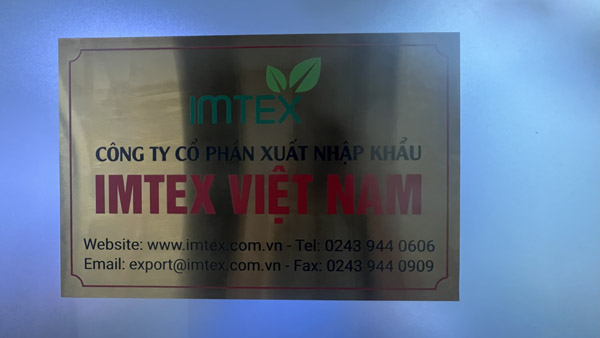 IMTEX
CÔNG TY CỔ PHẦN XUẤT NHẬP KHẨU
IMTEX VIỆT NAM
Website: www.imtex.com.vn - Tel: 0243 944 0606
Email: export@imtex.com.vn - Fax: 0243 944 0909